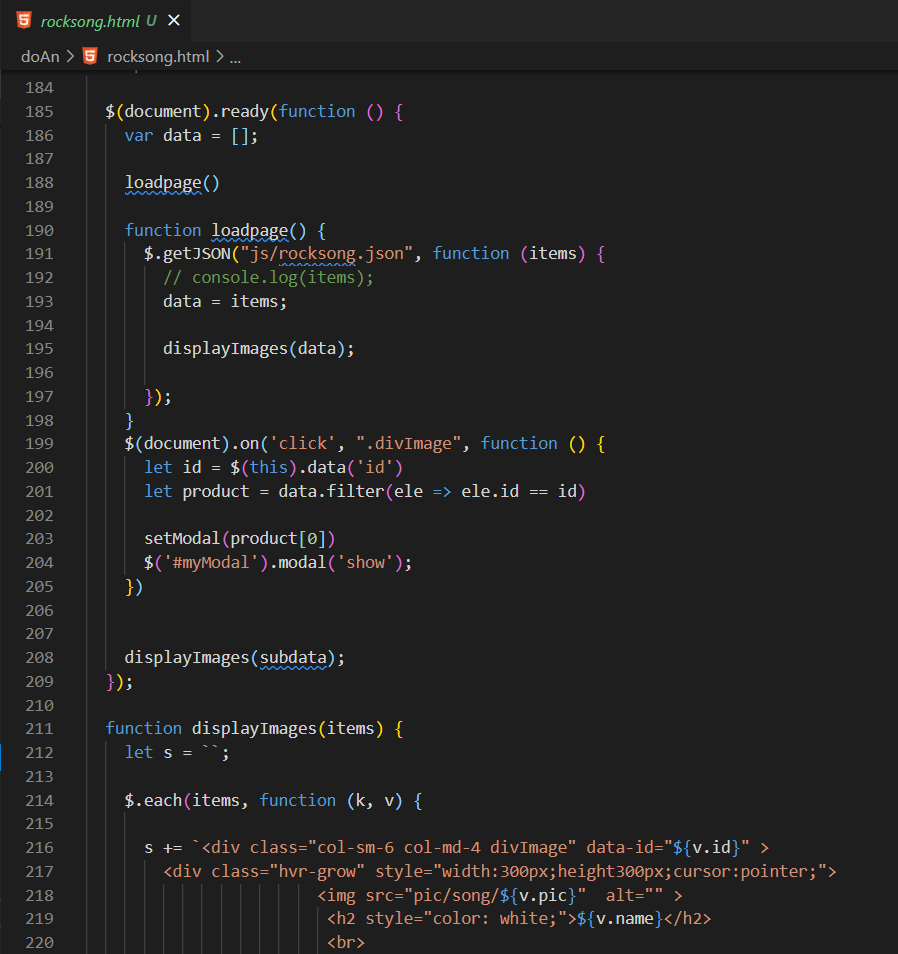 rocksong.html U ×
doAn > rocksong.html > ...
184
185 $(document).ready(function () {
186 var data = [];
187
188 loadpage()
189
190 function loadpage() {
191 $.getJSON("js/rocksong.json", function (items) {
192 // console.log(items);
193 data = items;
194
195 displayImages(data);
196
197 });
198 }
199 $(document).on('click', ".divImage", function () {
200 let id = $(this).data('id')
201 let product = data.filter(ele => ele.id == id)
202
203 setModal(product[0])
204 $('#myModal').modal('show');
205 })
206
207
208 displayImages(subdata);
209 });
210
211 function displayImages(items) {
212 let s = ``;
213
214 $.each(items, function (k, v) {
215
216 s += `<div class="col-sm-6 col-md-4 divImage" data-id="${v.id}" >
217 <div class="hvr-grow" style="width:300px;height300px;cursor:pointer;">
218 <img src="pic/song/${v.pic}"  alt="" >
219 <h2 style="color: white;">${v.name}</h2>
220 <br>